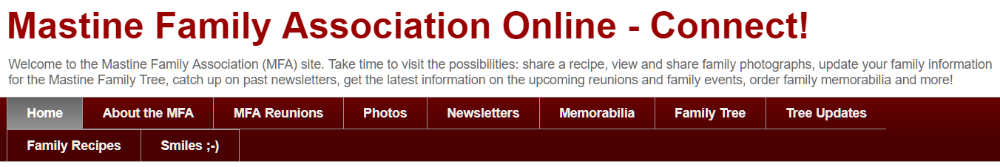 Mastine Family Association Online - Connect!
Welcome to the Mastine Family Association (MFA) site. Take time to visit the possibilities: share a recipe, view and share family photographs, update your family information
for the Mastine Family Tree, catch up on past newsletters, get the latest information on the upcoming reunions and family events, order family memorabilia and more!
Home About the MFA MFA Reunions Photos Newsletters Memorabilia Family Tree Tree Updates
Family Recipes Smiles ;-)